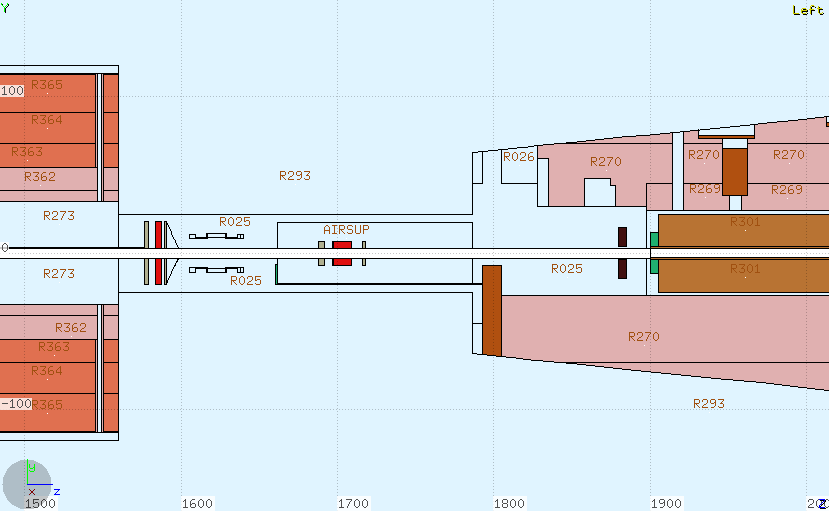 Y
Left
R365
100
R364
R363
R362
R293
R273
R025
AIRSUP
R026
R270
R270
R270
R269
R269
R301
0
R273
R025
R025
R301
R362
R363
R364
-100
R365
R270
R293
y
x
z
1500
1600
1700
1800
1900